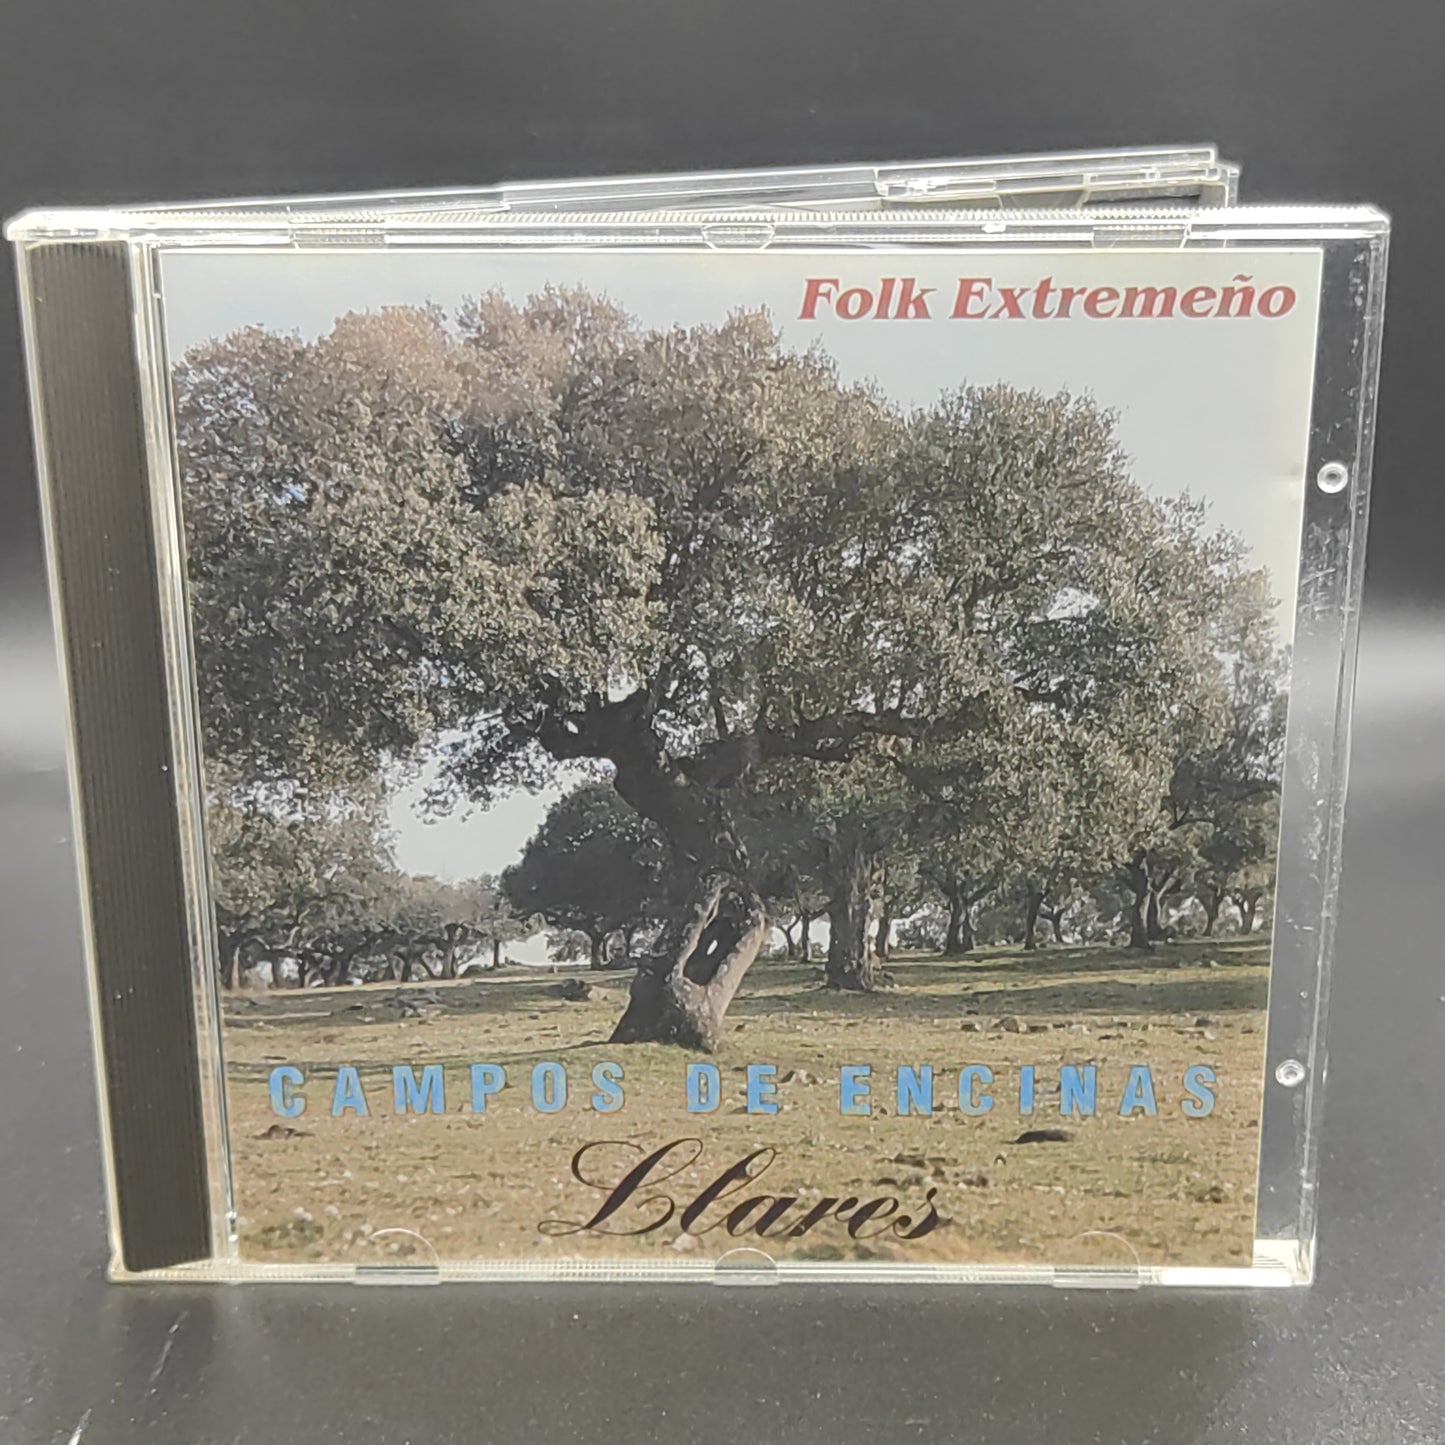 Folk Extremeño
CAMPOS DE ENCINAS
Llares